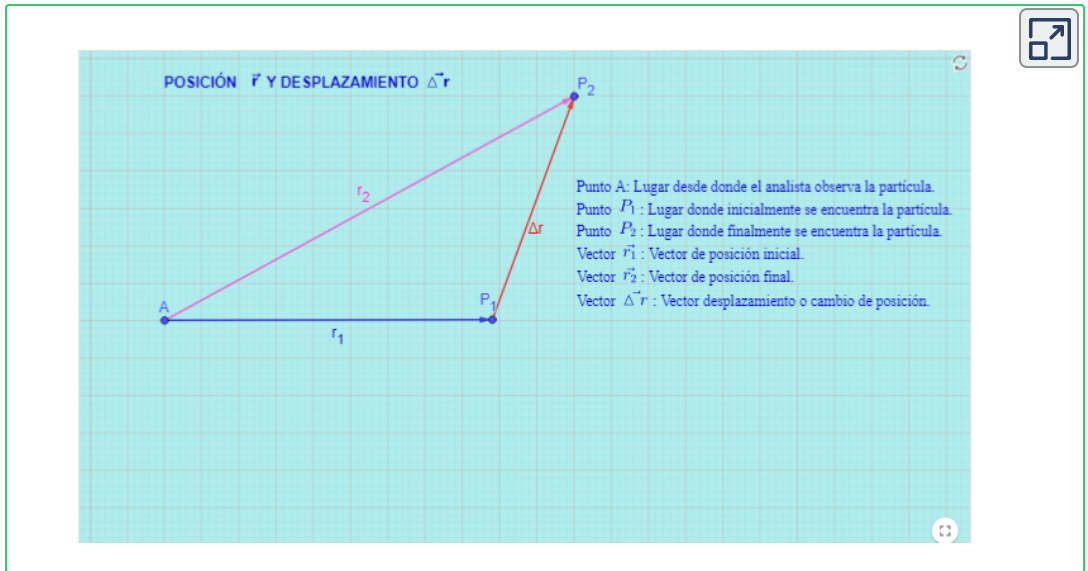 POSICIÓN r⃗ Y DESPLAZAMIENTO Δ⃗r
P₂
r₂
Punto A: Lugar desde donde el analista observa la partícula.
Punto P₁ : Lugar donde inicialmente se encuentra la partícula.
Δr
Punto P₂ : Lugar donde finalmente se encuentra la partícula.
Vector r⃗₁ : Vector de posición inicial.
Vector r⃗₂ : Vector de posición final.
Vector Δ⃗r : Vector desplazamiento o cambio de posición.
A
P₁
r₁